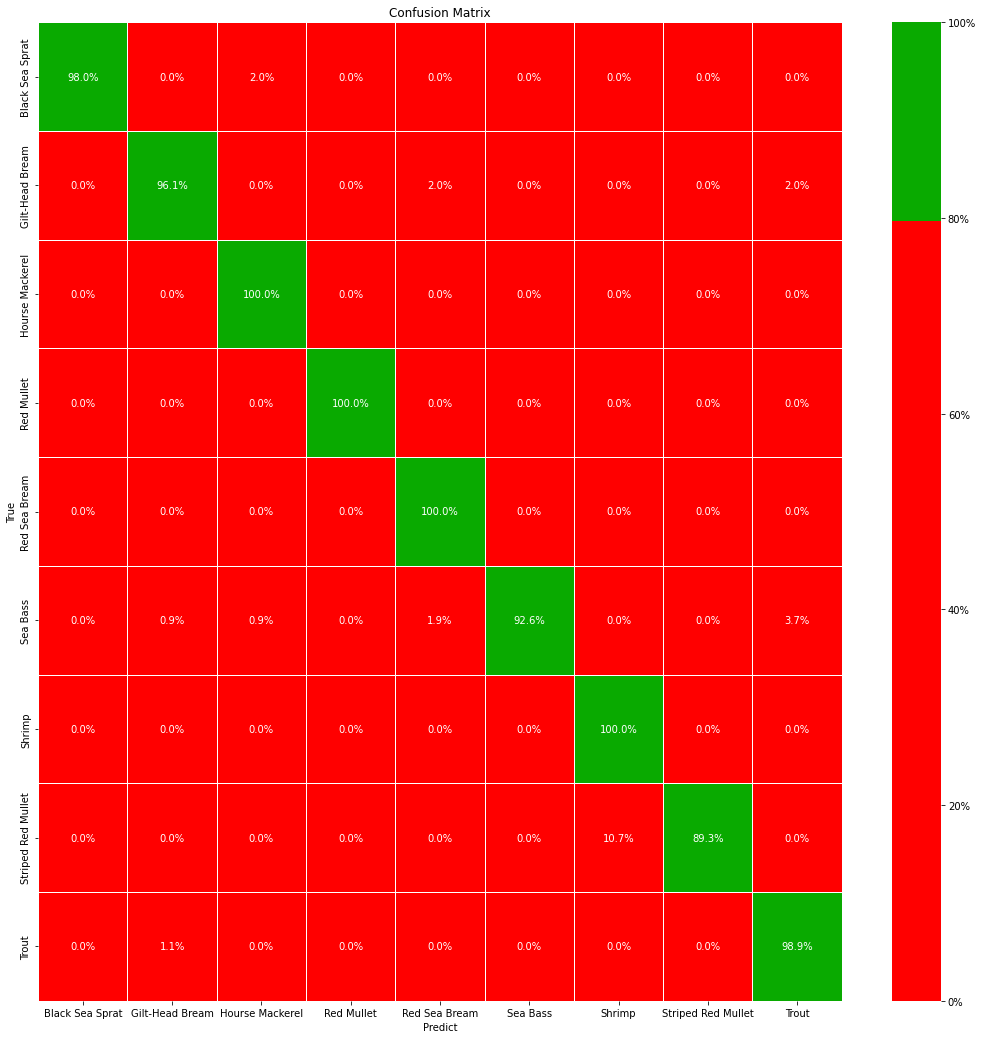 Confusion Matrix
Black Sea Sprat
98.0% 0.0% 2.0% 0.0% 0.0% 0.0% 0.0% 0.0% 0.0%
Gilt-Head Bream
0.0% 96.1% 0.0% 0.0% 2.0% 0.0% 0.0% 0.0% 2.0%
Hourse Mackerel
0.0% 0.0% 100.0% 0.0% 0.0% 0.0% 0.0% 0.0% 0.0%
Red Mullet
0.0% 0.0% 0.0% 100.0% 0.0% 0.0% 0.0% 0.0% 0.0%
True
Red Sea Bream
0.0% 0.0% 0.0% 0.0% 100.0% 0.0% 0.0% 0.0% 0.0%
Sea Bass
0.0% 0.9% 0.9% 0.0% 1.9% 92.6% 0.0% 0.0% 3.7%
Shrimp
0.0% 0.0% 0.0% 0.0% 0.0% 0.0% 100.0% 0.0% 0.0%
Striped Red Mullet
0.0% 0.0% 0.0% 0.0% 0.0% 0.0% 10.7% 89.3% 0.0%
Trout
0.0% 1.1% 0.0% 0.0% 0.0% 0.0% 0.0% 0.0% 98.9%
Black Sea Sprat Gilt-Head Bream Hourse Mackerel Red Mullet Red Sea Bream Sea Bass Shrimp Striped Red Mullet Trout
Predict
100%
80%
60%
40%
20%
0%